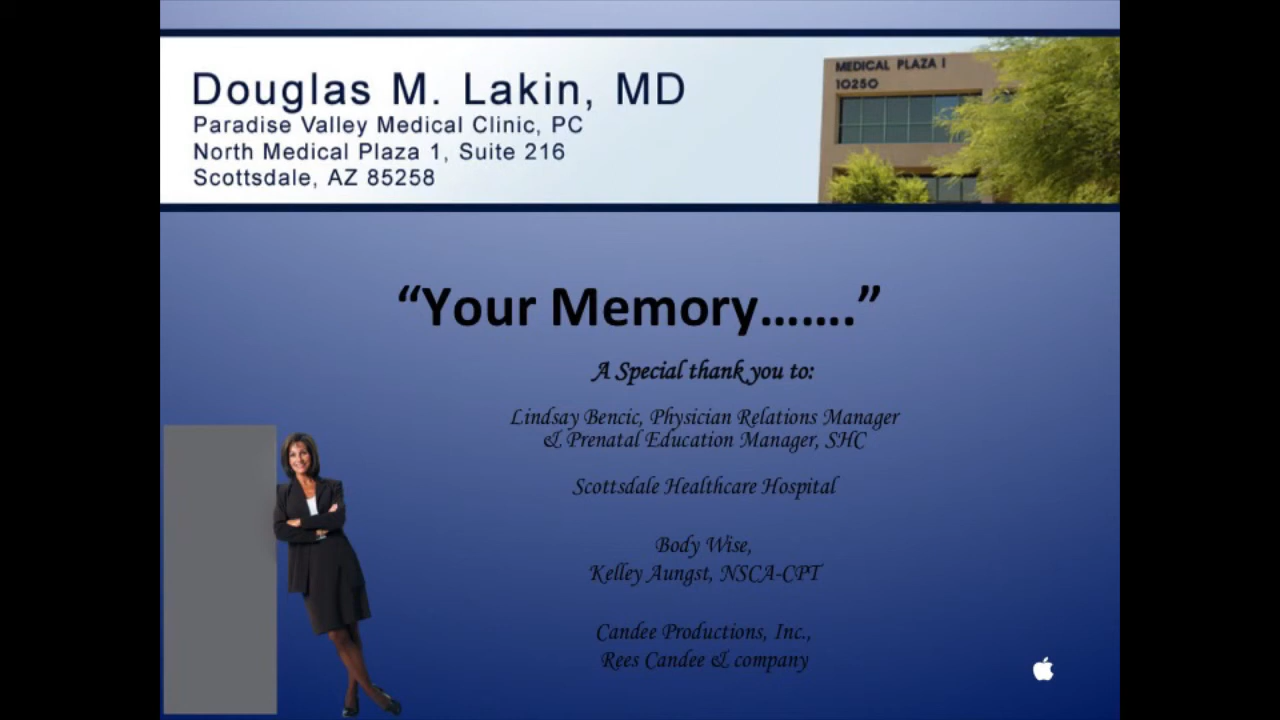 Douglas M. Lakin, MD
Paradise Valley Medical Clinic, PC
North Medical Plaza 1, Suite 216
Scottsdale, AZ 85258
MEDICAL PLAZA I
10250
“Your Memory…….”
A Special thank you to:
Lindsay Bencic, Physician Relations Manager
& Prenatal Education Manager, SHC
Scottsdale Healthcare Hospital
Body Wise,
Kelley Aungst, NSCA-CPT
Candee Productions, Inc.,
Rees Candee & company